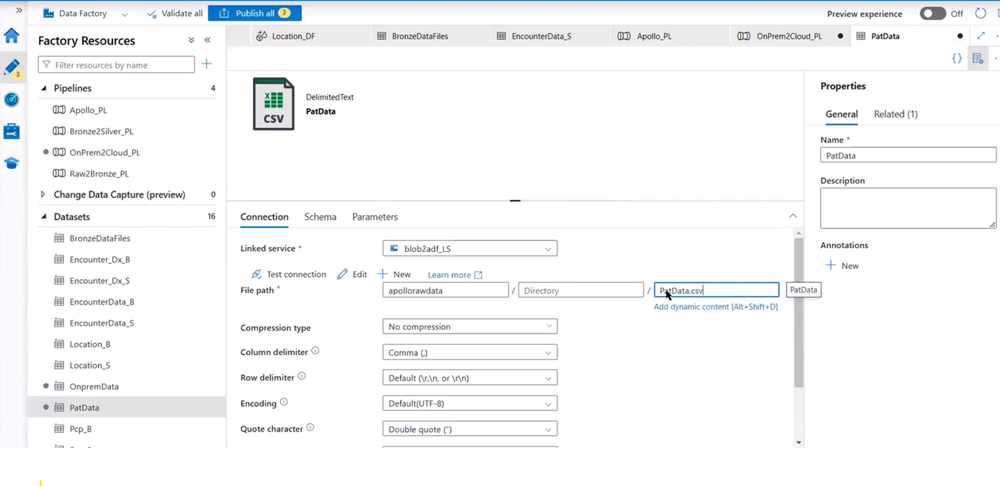 Data Factory
Validate all
Publish all 3
Preview experience
Off
Factory Resources
Location_DF
BronzeDataFiles
EncounterData_S
Apollo_PL
OnPrem2Cloud_PL
PatData
Filter resources by name
3
{}
Pipelines 4
Apollo_PL
Bronze2Silver_PL
OnPrem2Cloud_PL
Raw2Bronze_PL
Change Data Capture (preview) 0
Datasets 16
BronzeDataFiles
Encounter_Dx_B
Encounter_Dx_S
EncounterData_B
EncounterData_S
Location_B
Location_S
OnpremData
PatData
Pcp_B
CSV
DelimitedText
PatData
Connection Schema Parameters
Linked service * blob2adf_LS
Test connection Edit New Learn more
File path * apollorawdata / Directory / PatData.csv PatData
Add dynamic content [Alt+Shift+D]
Compression type No compression
Column delimiter Comma (,)
Row delimiter Default (\r,\n, or \r\n)
Encoding Default(UTF-8)
Quote character Double quote (")
Properties
General Related (1)
Name *
PatData
Description
Annotations
New